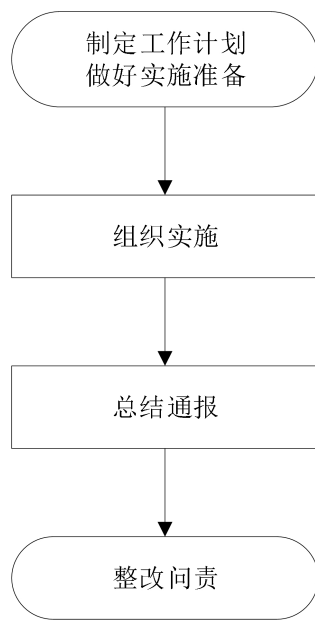 制定工作计划
做好实施准备
组织实施
总结通报
整改问责